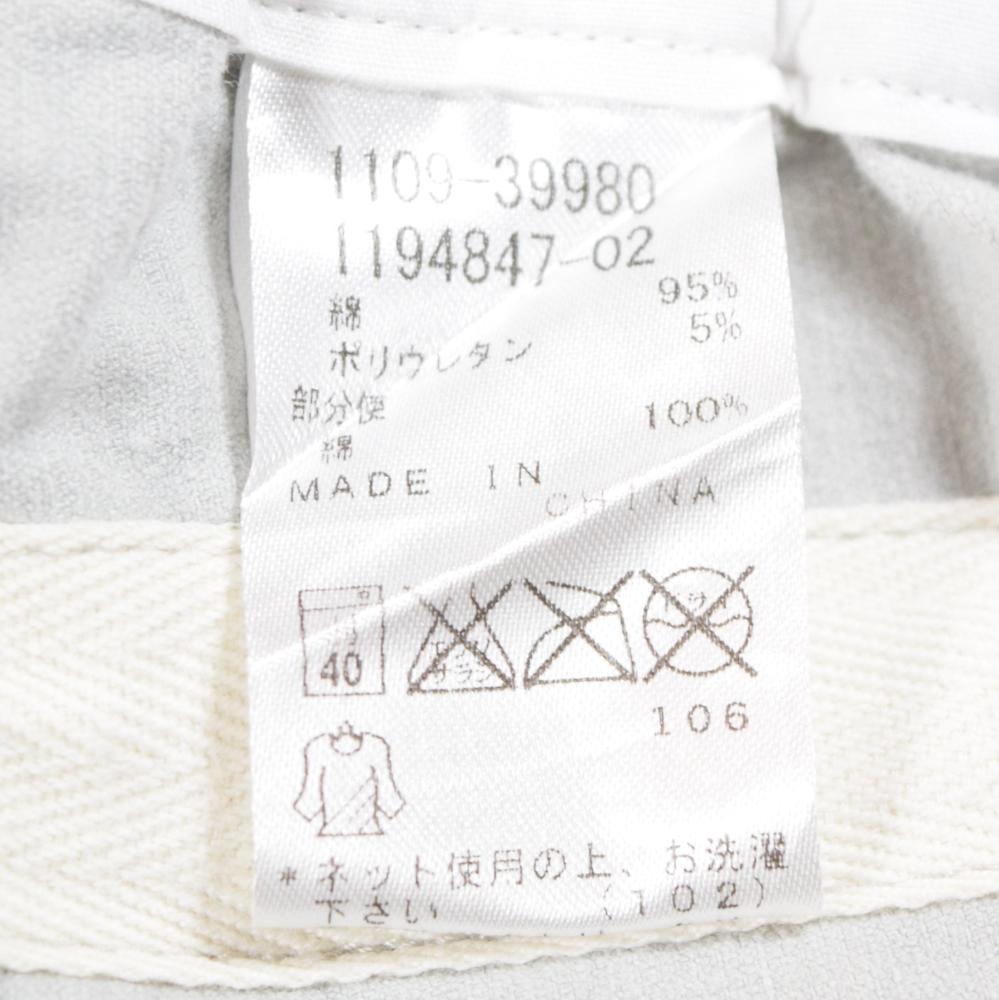 1109-39980
1194847-02
綿 95%
ポリウレタン 5%
部分使
綿 100%
MADE IN
CHINA
40
106
*ネット使用の上、お洗濯
下さい (102)